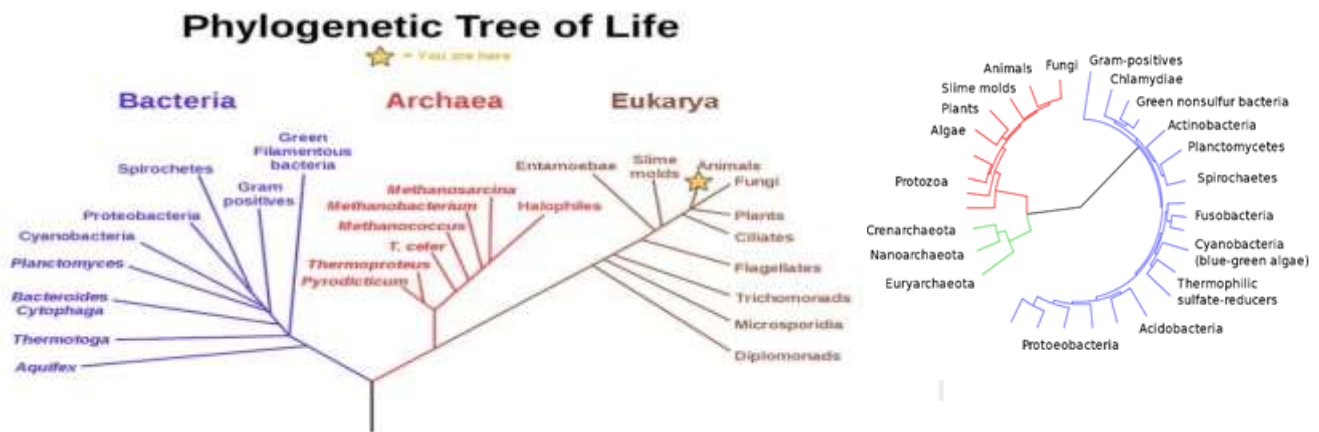 Phylogenetic Tree of Life
= You are here
Bacteria
Archaea
Eukarya
Green
Filamentous
bacteria
Spirochetes
Gram
positives
Proteobacteria
Cyanobacteria
Planctomyces
Bacteroides
Cytophaga
Thermotoga
Aquifex
Methanosarcina
Methanobacterium
Halophiles
Methanococcus
T. celer
Thermoproteus
Pyrodicticum
Entamoebae
Slime
molds
Animals
Fungi
Plants
Ciliates
Flagellates
Trichomonads
Microsporidia
Diplomonads
Animals
Fungi
Slime molds
Plants
Algae
Protozoa
Crenarchaeota
Nanoarchaeota
Euryarchaeota
Gram-positives
Chlamydiae
Green nonsulfur bacteria
Actinobacteria
Planctomycetes
Spirochaetes
Fusobacteria
Cyanobacteria
(blue-green algae)
Thermophilic
sulfate-reducers
Acidobacteria
Protoeobacteria